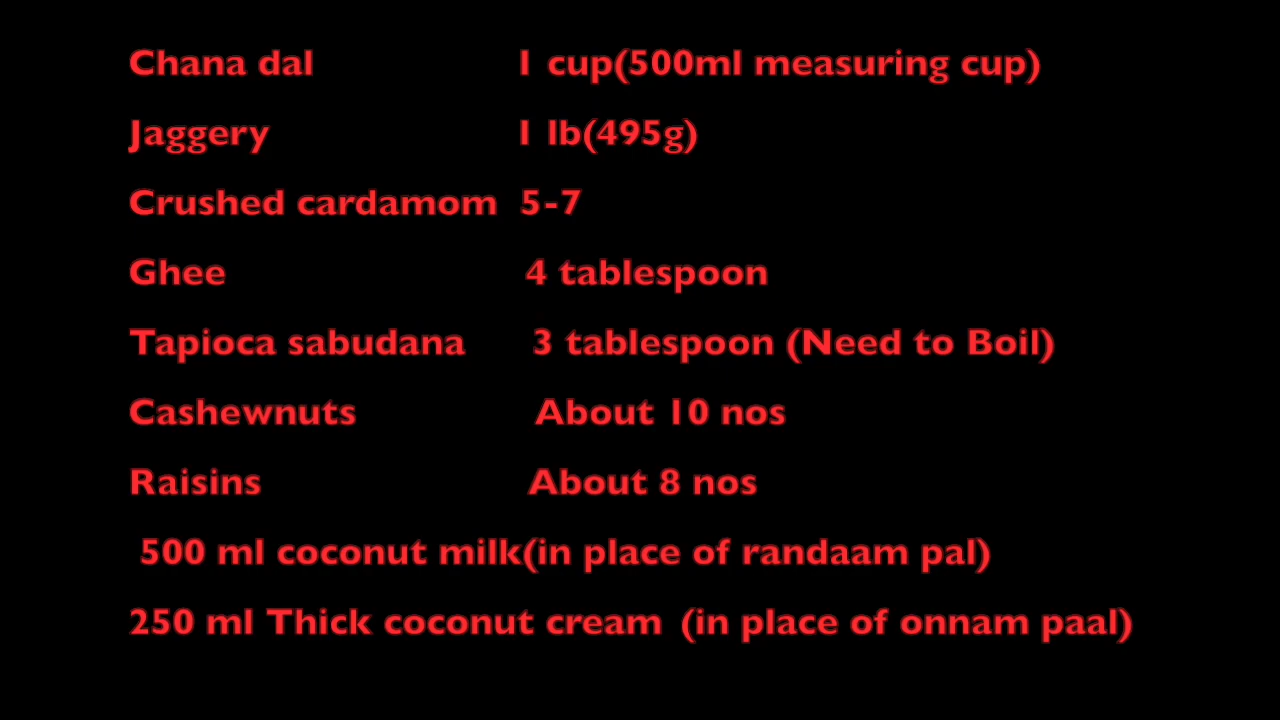 Chana dal 1 cup(500ml measuring cup)
Jaggery 1 lb(495g)
Crushed cardamom 5-7
Ghee 4 tablespoon
Tapioca sabudana 3 tablespoon (Need to Boil)
Cashewnuts About 10 nos
Raisins About 8 nos
500 ml coconut milk(in place of randaam pal)
250 ml Thick coconut cream (in place of onnam paal)